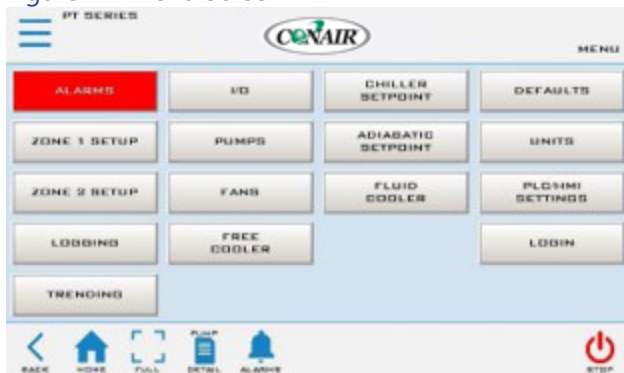 PT SERIES
CONAIR
MENU
ALARMS
I/O
CHILLER
SETPOINT
DEFAULTS
ZONE 1 SETUP
PUMPS
ADIABATIC
SETPOINT
UNITS
ZONE 2 SETUP
FANS
FLUID
COOLER
PLC/HMI
SETTINGS
LOGGING
FREE
COOLER
LOGIN
TRENDING
BACK
HOME
FULL
PUMP
DETAIL
ALARMS
STOP